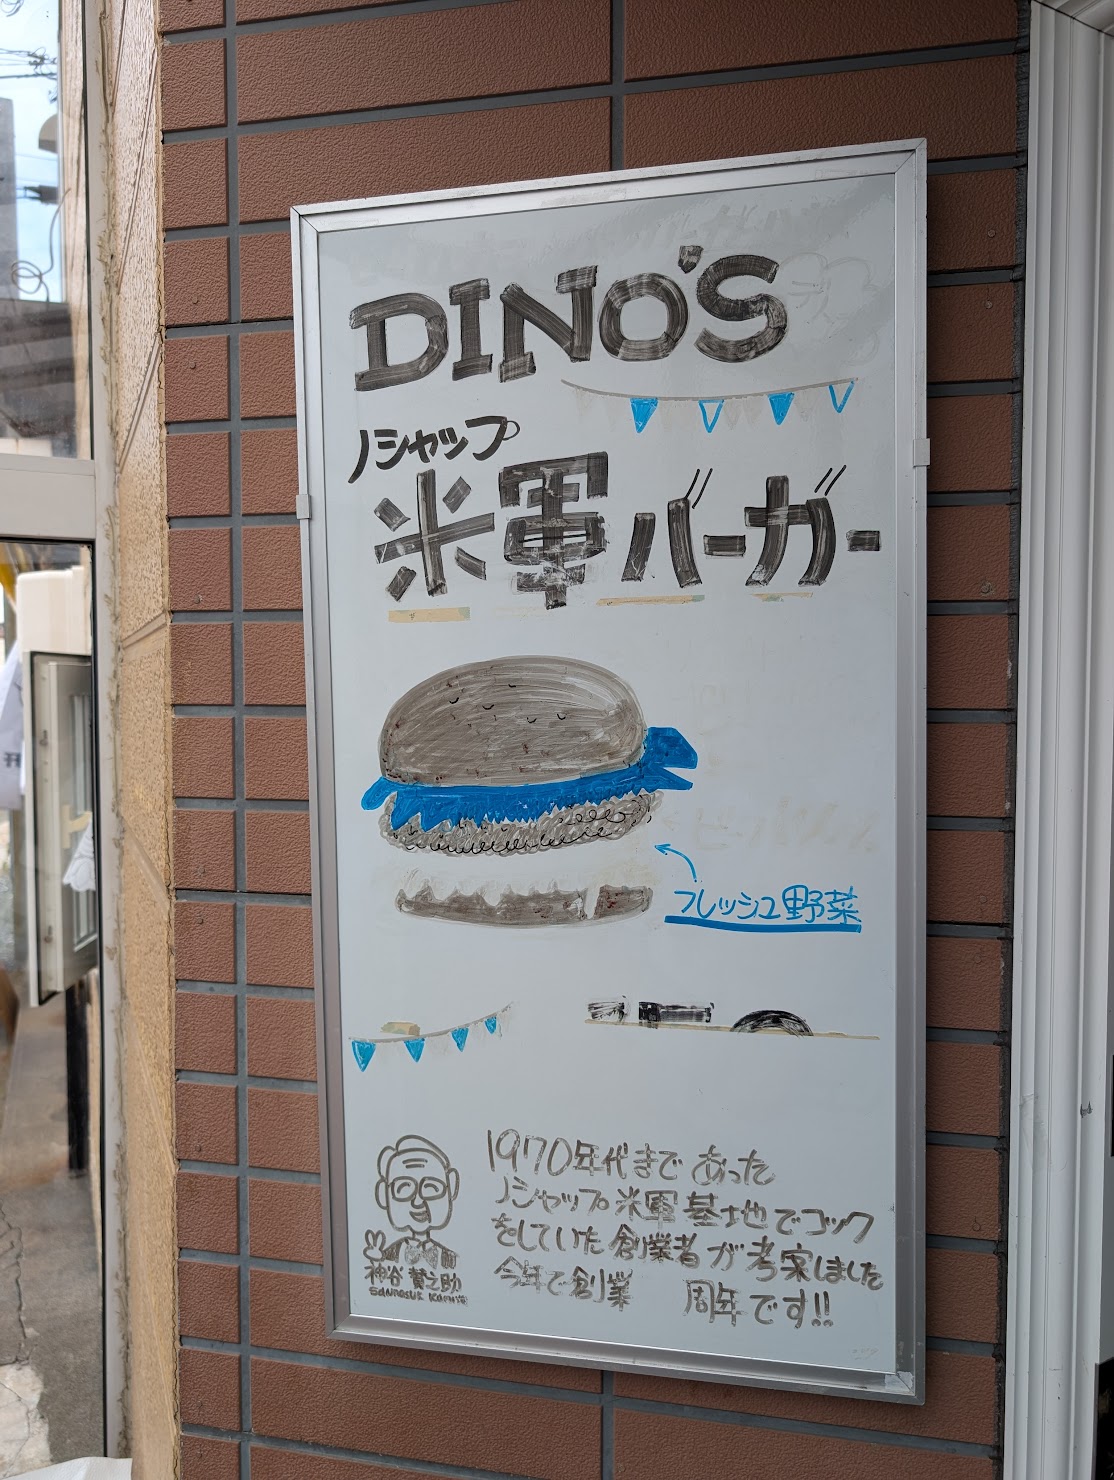 DINO'S
ノシャップ
米軍バーガー
フレッシュ野菜
1970年代まで あった
ノシャップ米軍基地でコック
をしていた創業者が考案しました
今年で創業 周年です!!
神谷 賛之助